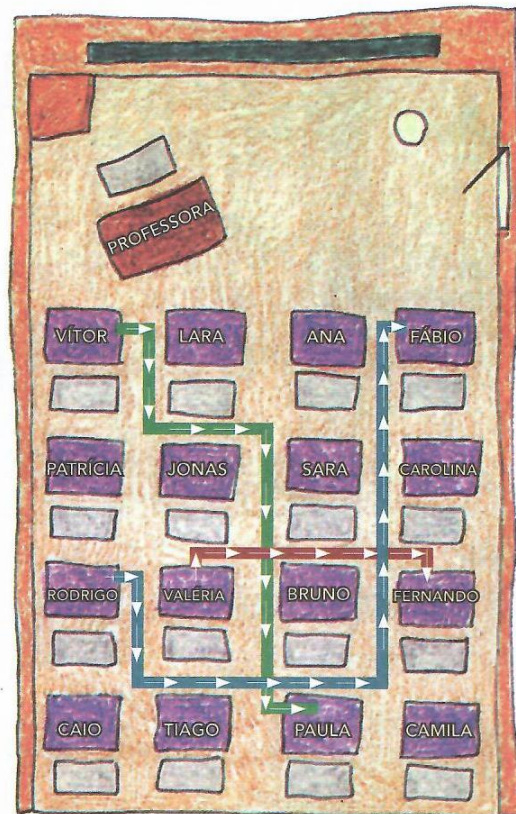 PROFESSORA
VÍTOR
LARA
ANA
FÁBIO
PATRÍCIA
JONAS
SARA
CAROLINA
RODRIGO
VALÉRIA
BRUNO
FERNANDO
CAIO
TIAGO
PAULA
CAMILA